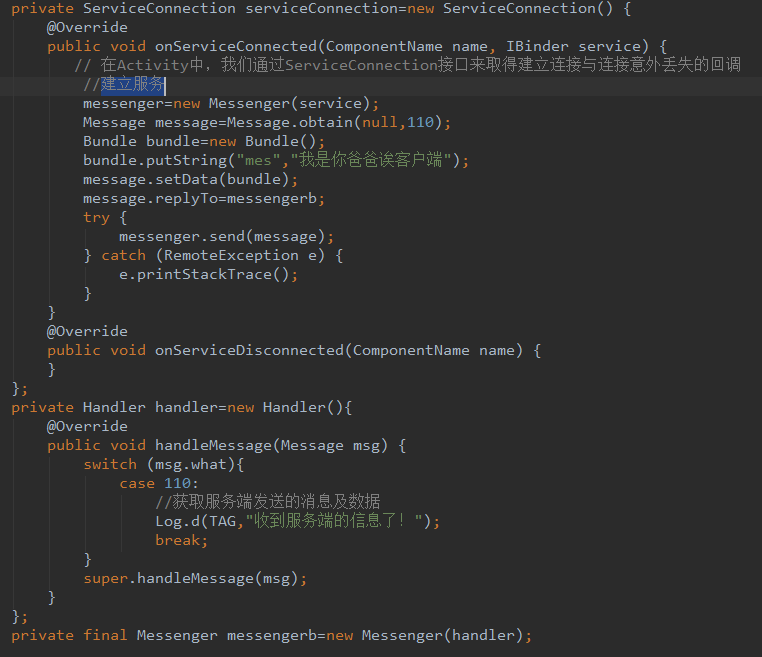 private ServiceConnection serviceConnection=new ServiceConnection() {
@Override
public void onServiceConnected(ComponentName name, IBinder service) {
// 在Activity中，我们通过ServiceConnection接口来取得建立连接与连接意外丢失的回调
//建立服务
messenger=new Messenger(service);
Message message=Message.obtain(null,110);
Bundle bundle=new Bundle();
bundle.putString("mes","我是你爸爸诶客户端");
message.setData(bundle);
message.replyTo=messengerb;
try {
messenger.send(message);
} catch (RemoteException e) {
e.printStackTrace();
}
}
@Override
public void onServiceDisconnected(ComponentName name) {
}
};
private Handler handler=new Handler(){
@Override
public void handleMessage(Message msg) {
switch (msg.what){
case 110:
//获取服务端发送的消息及数据
Log.d(TAG,"收到服务端的信息了！");
break;
}
super.handleMessage(msg);
}
};
private final Messenger messengerb=new Messenger(handler);